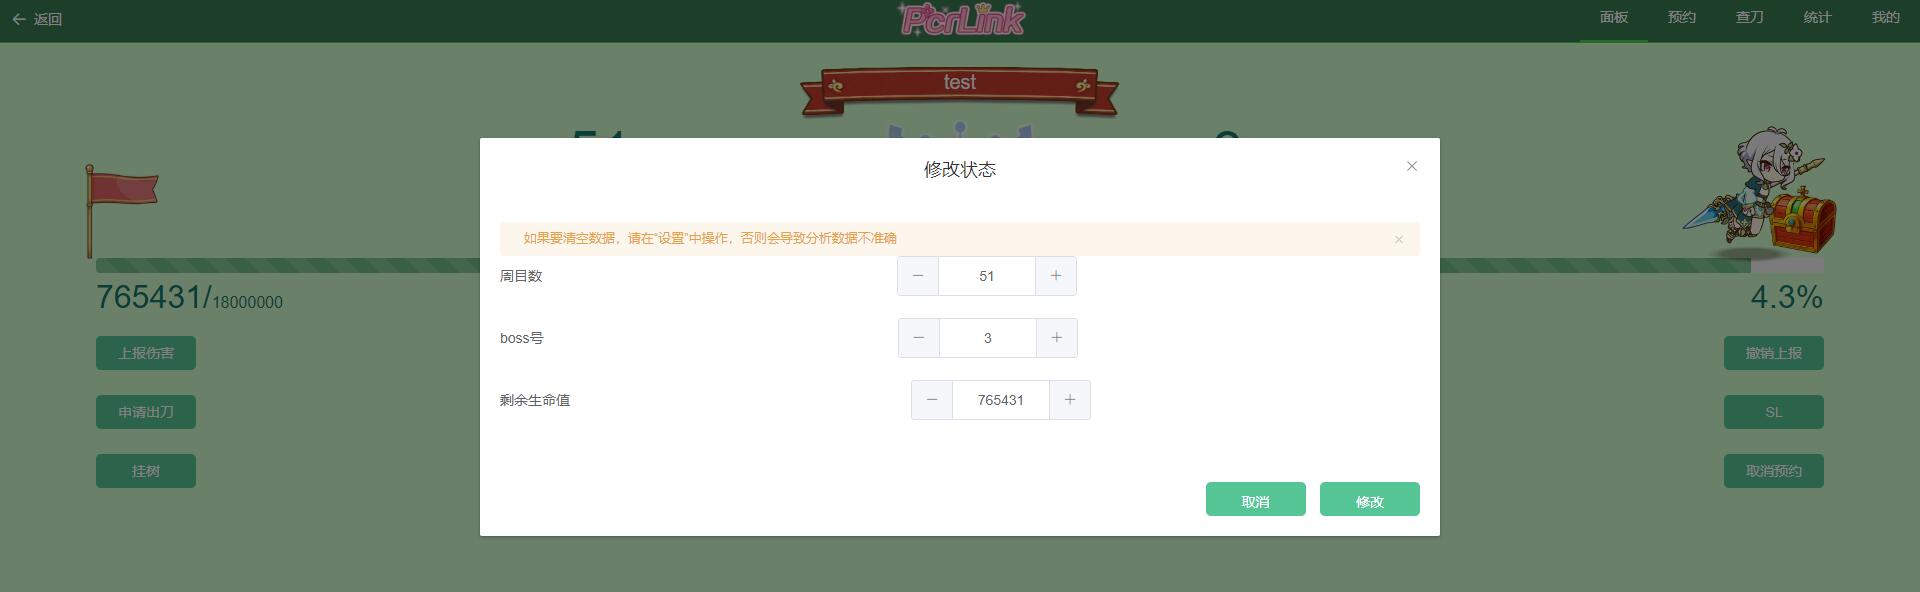 返回
PcrLink
面板
预约
查刀
统计
我的
test
修改状态
如果要清空数据，请在“设置”中操作，否则会导致分析数据不准确
周目数
51
boss号
3
剩余生命值
765431
取消
修改
765431/18000000
4.3%
上报伤害
撤销上报
申请出刀
SL
挂树
取消预约